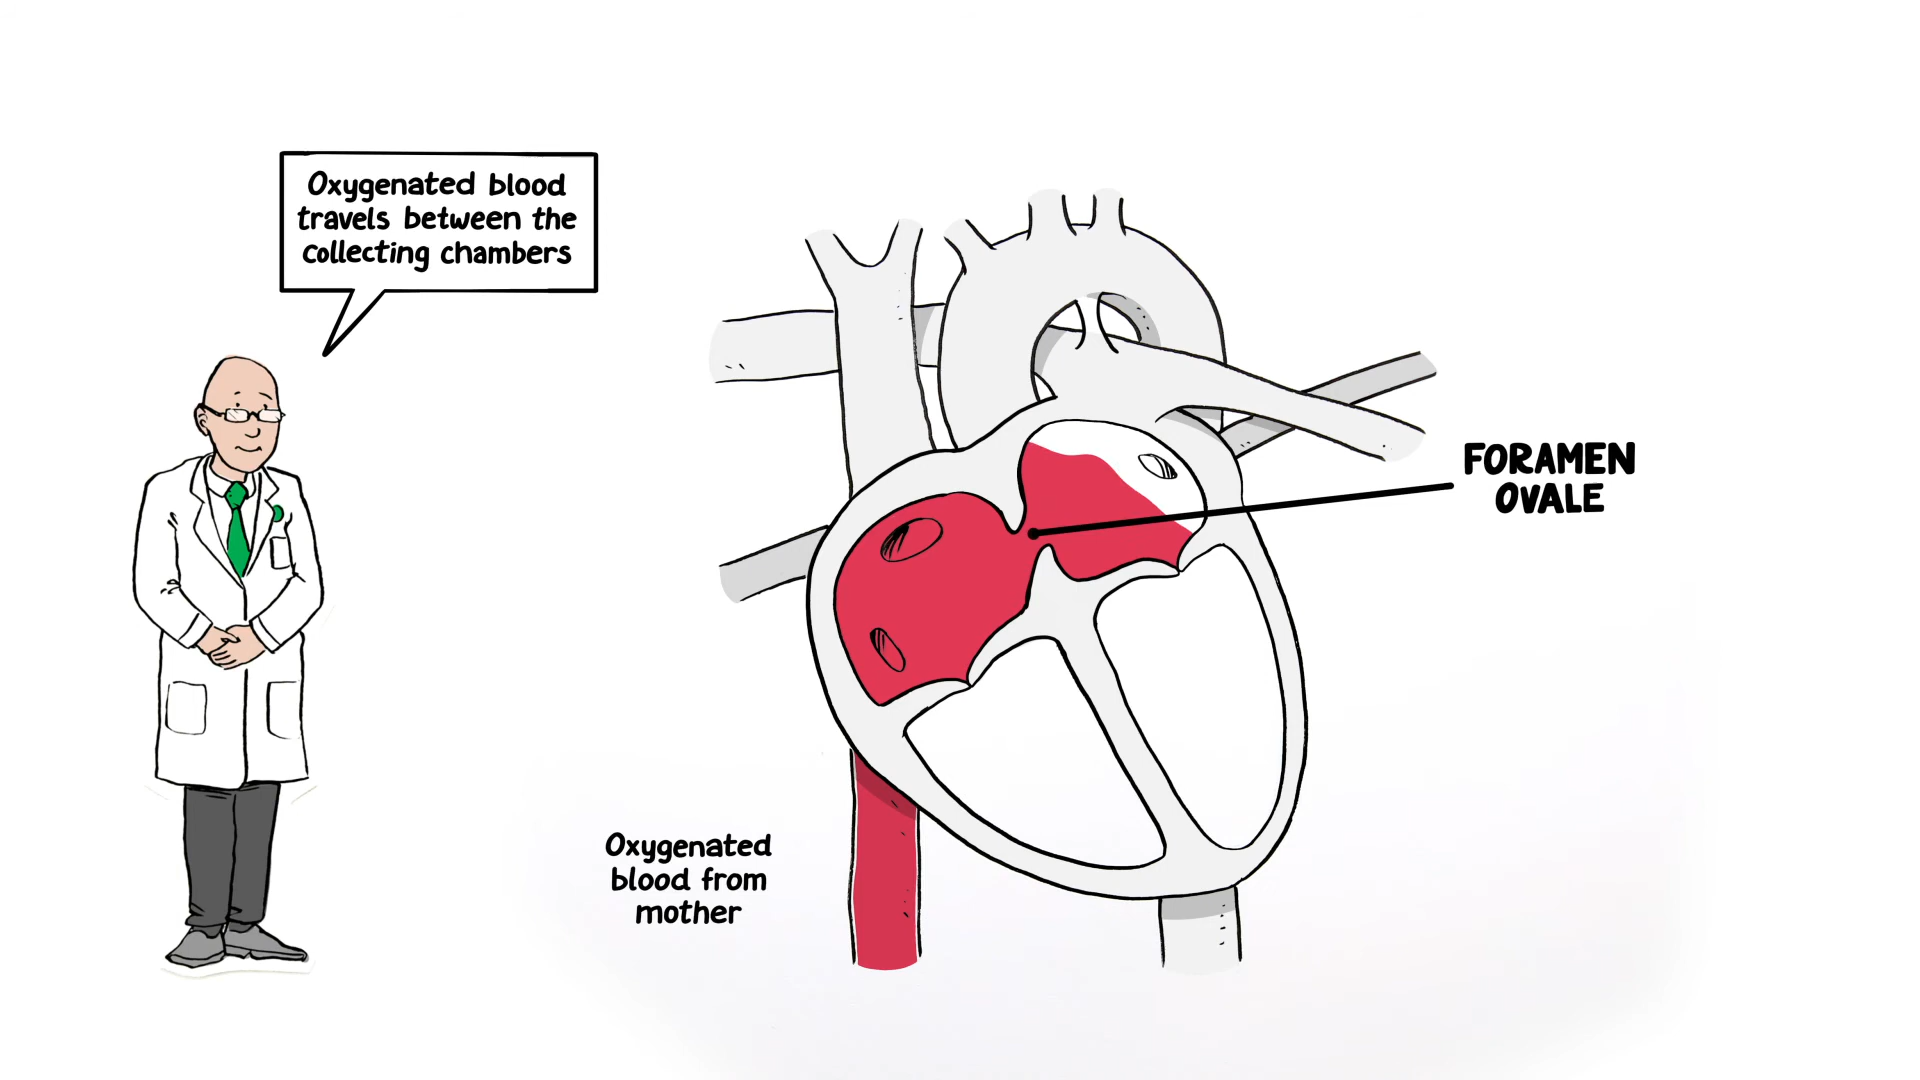 Oxygenated blood
travels between the
collecting chambers
FORAMEN
OVALE
Oxygenated
blood from
mother